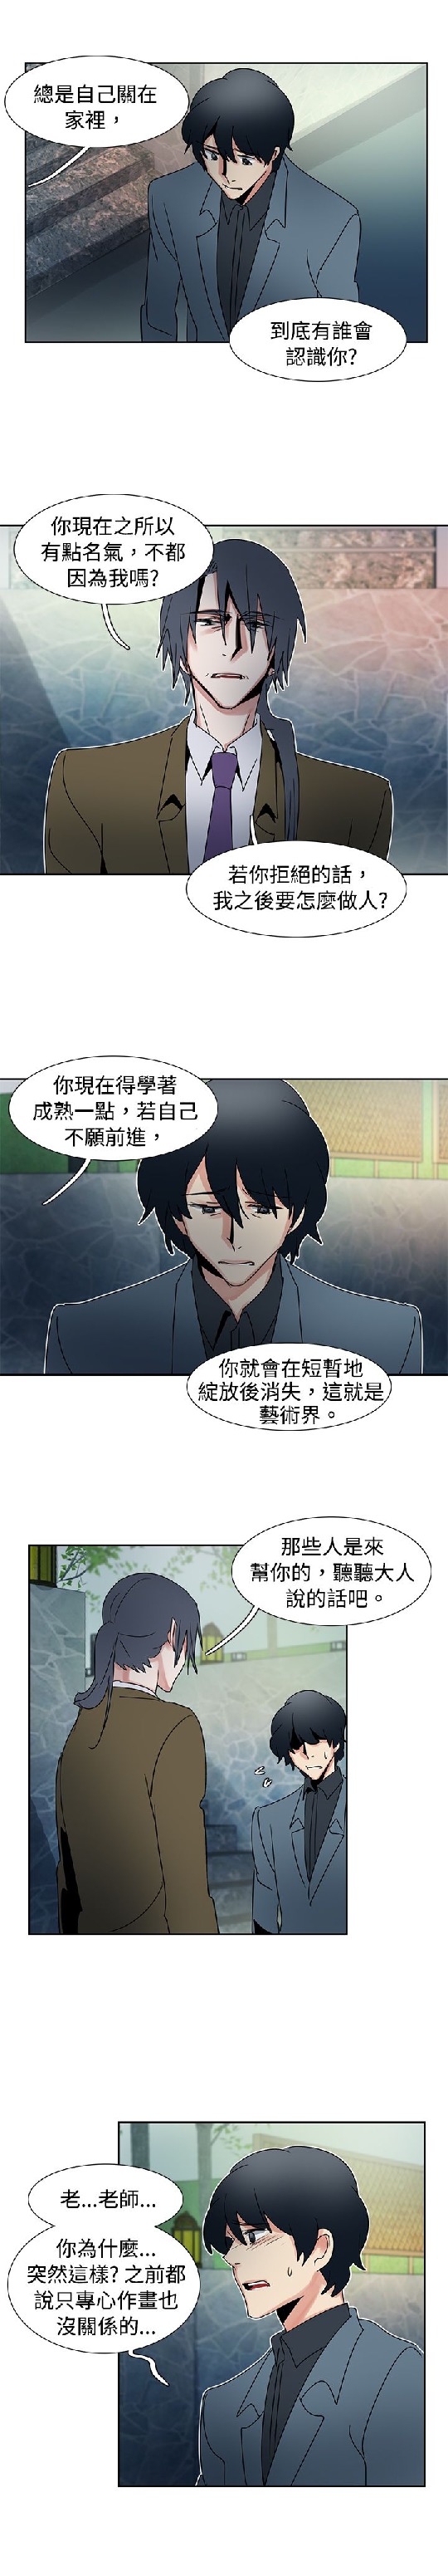 總是自己關在
家裡，
到底有誰會
認識你?
你現在之所以
有點名氣，不都
因為我嗎?
若你拒絕的話，
我之後要怎麼做人?
你現在得學著
成熟一點，若自己
不願前進，
你就會在短暫地
綻放後消失，這就是
藝術界。
那些人是來
幫你的，聽聽大人
說的話吧。
老...老師...
你為什麼...
突然這樣? 之前都
說只專心作畫也
沒關係的...